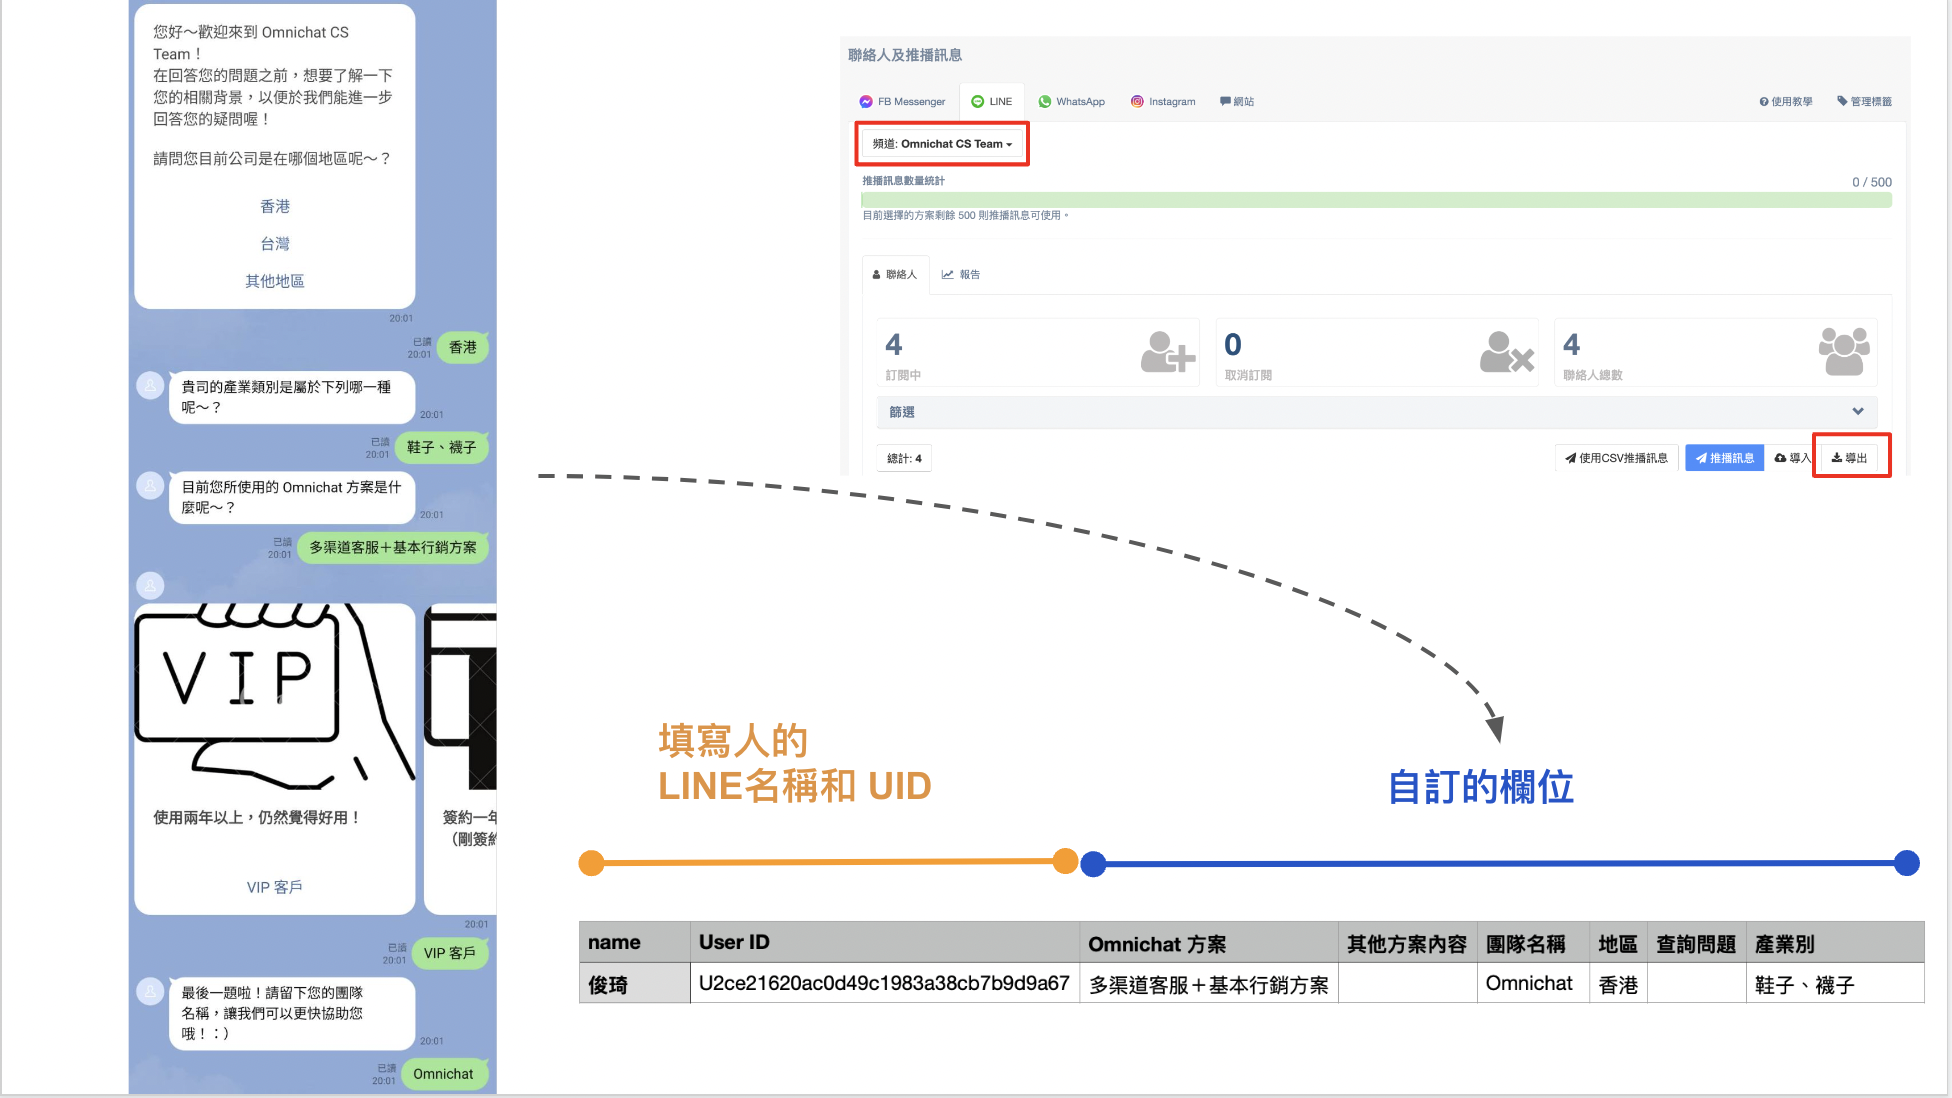 您好～歡迎來到 Omnichat CS
Team！
在回答您的問題之前，想要了解一下
您的相關背景，以便於我們能進一步
回答您的疑問喔！
請問您目前公司是在哪個地區呢～？
香港
台灣
其他地區
20:01
已讀
20:01
香港
貴司的產業類別是屬於下列哪一種
呢～？
20:01
已讀
20:01
鞋子、襪子
目前您所使用的 Omnichat 方案是什
麼呢～？
20:01
已讀
20:01
多渠道客服＋基本行銷方案
VIP
使用兩年以上，仍然覺得好用！
VIP 客戶
簽約一年
（剛簽約
20:01
已讀
20:01
VIP 客戶
最後一題啦！請留下您的團隊
名稱，讓我們可以更快協助您
哦！：）
20:01
已讀
20:01
Omnichat
聯絡人及推播訊息
FB Messenger
LINE
WhatsApp
Instagram
網站
使用教學
管理標籤
頻道: Omnichat CS Team
推播訊息數量統計
0 / 500
目前選擇的方案剩餘 500 則推播訊息可使用。
聯絡人
報告
4
訂閱中
0
取消訂閱
4
聯絡人總數
篩選
總計: 4
使用CSV推播訊息
推播訊息
導入
導出
填寫人的
LINE名稱和 UID
自訂的欄位
name User ID Omnichat 方案 其他方案內容 團隊名稱 地區 查詢問題 產業別
俊琦 U2ce21620ac0d49c1983a38cb7b9d9a67 多渠道客服＋基本行銷方案 Omnichat 香港 鞋子、襪子